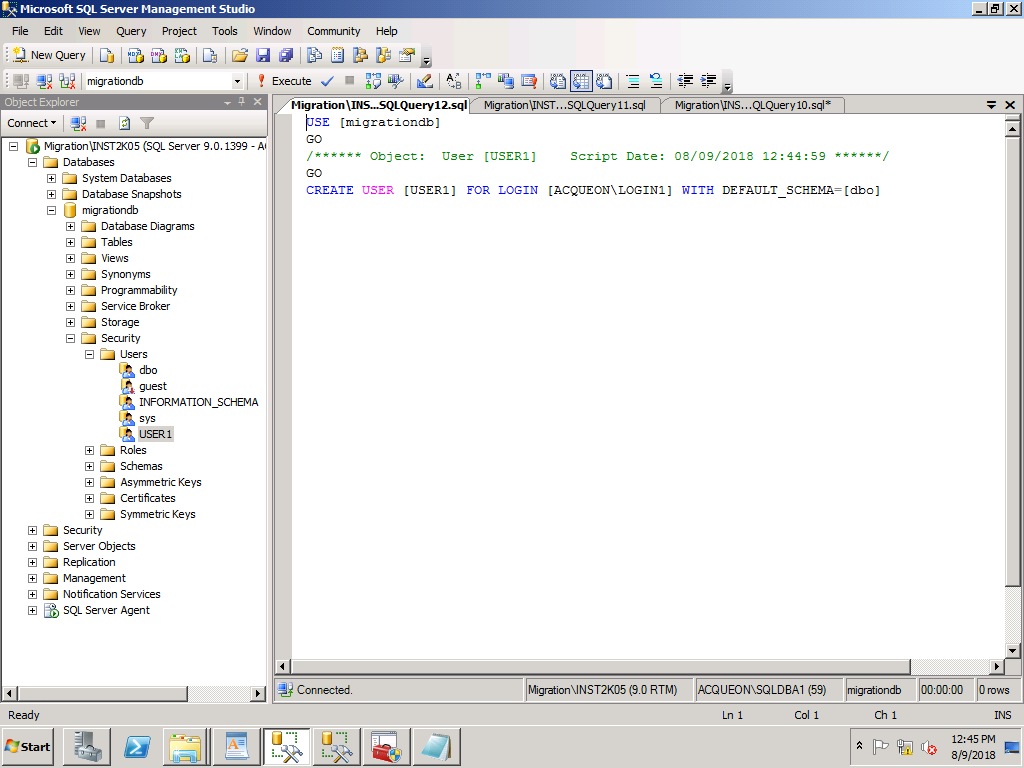 Microsoft SQL Server Management Studio
File Edit View Query Project Tools Window Community Help
New Query
migrationdb Execute
Object Explorer
Connect
Migration\INST2K05 (SQL Server 9.0.1399 - AC
Databases
System Databases
Database Snapshots
migrationdb
Database Diagrams
Tables
Views
Synonyms
Programmability
Service Broker
Storage
Security
Users
dbo
guest
INFORMATION_SCHEMA
sys
USER1
Roles
Schemas
Asymmetric Keys
Certificates
Symmetric Keys
Security
Server Objects
Replication
Management
Notification Services
SQL Server Agent
Migration\INS...SQLQuery12.sql Migration\INST...SQLQuery11.sql Migration\INS...QLQuery10.sql*
USE [migrationdb]
GO
/****** Object:  User [USER1]    Script Date: 08/09/2018 12:44:59 ******/
GO
CREATE USER [USER1] FOR LOGIN [ACQUEON\LOGIN1] WITH DEFAULT_SCHEMA=[dbo]
Connected. Migration\INST2K05 (9.0 RTM) ACQUEON\SQLDBA1 (59) migrationdb 00:00:00 0 rows
Ready Ln 1 Col 1 Ch 1 INS
Start 12:45 PM
8/9/2018